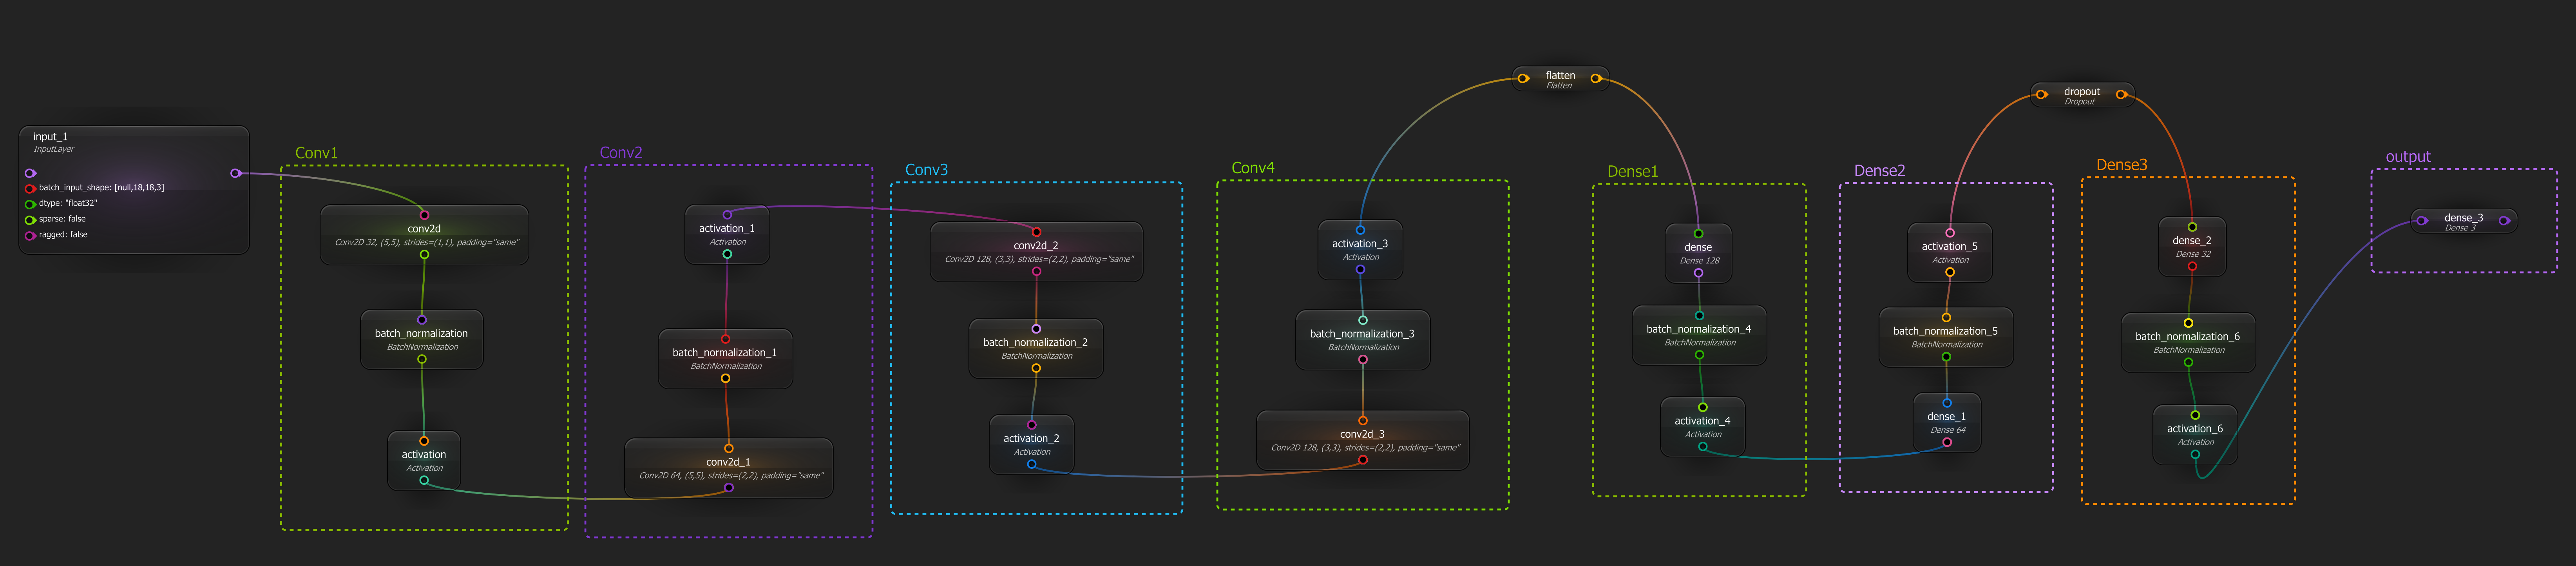 input_1
InputLayer
batch_input_shape: [null,18,18,3]
dtype: "float32"
sparse: false
ragged: false
Conv1
conv2d
Conv2D 32, (5,5), strides=(1,1), padding="same"
batch_normalization
BatchNormalization
activation
Activation
Conv2
activation_1
Activation
batch_normalization_1
BatchNormalization
conv2d_1
Conv2D 64, (5,5), strides=(2,2), padding="same"
Conv3
conv2d_2
Conv2D 128, (3,3), strides=(2,2), padding="same"
batch_normalization_2
BatchNormalization
activation_2
Activation
Conv4
activation_3
Activation
batch_normalization_3
BatchNormalization
conv2d_3
Conv2D 128, (3,3), strides=(2,2), padding="same"
flatten
Flatten
Dense1
dense
Dense 128
batch_normalization_4
BatchNormalization
activation_4
Activation
Dense2
activation_5
Activation
batch_normalization_5
BatchNormalization
dense_1
Dense 64
dropout
Dropout
Dense3
dense_2
Dense 32
batch_normalization_6
BatchNormalization
activation_6
Activation
output
dense_3
Dense 3